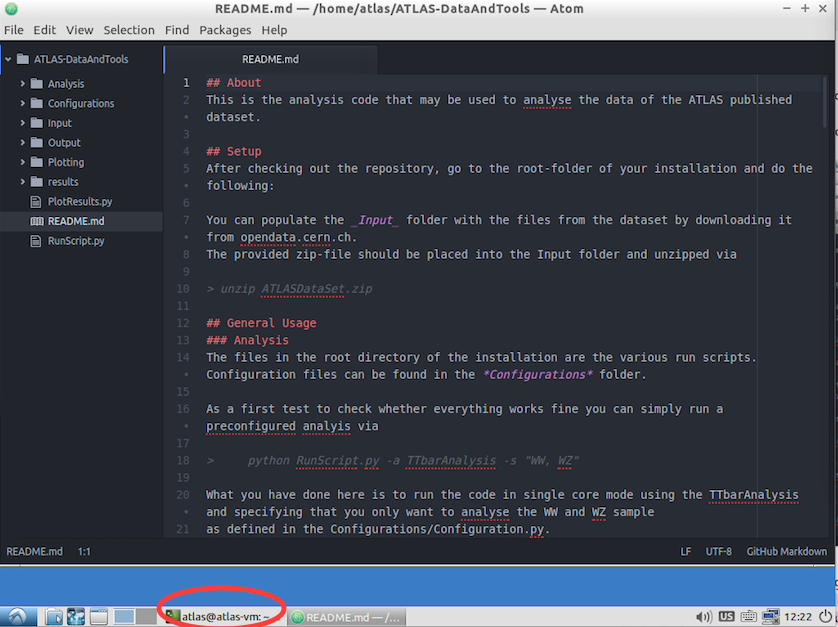 README.md — /home/atlas/ATLAS-DataAndTools — Atom
File Edit View Selection Find Packages Help
ATLAS-DataAndTools
Analysis
Configurations
Input
Output
Plotting
results
PlotResults.py
README.md
RunScript.py
README.md
1 ## About
2 This is the analysis code that may be used to analyse the data of the ATLAS published
• dataset.
3
4 ## Setup
5 After checking out the repository, go to the root-folder of your installation and do the
• following:
6
7 You can populate the _Input_ folder with the files from the dataset by downloading it
• from opendata.cern.ch.
8 The provided zip-file should be placed into the Input folder and unzipped via
9
10 > unzip ATLASDataSet.zip
11
12 ## General Usage
13 ### Analysis
14 The files in the root directory of the installation are the various run scripts.
• Configuration files can be found in the *Configurations* folder.
15
16 As a first test to check whether everything works fine you can simply run a
• preconfigured analyis via
17
18 > python RunScript.py -a TTbarAnalysis -s "WW, WZ"
19
20 What you have done here is to run the code in single core mode using the TTbarAnalysis
• and specifying that you only want to analyse the WW and WZ sample
21 as defined in the Configurations/Configuration.py.
README.md 1:1 LF UTF-8 GitHub Markdown
atlas@atlas-vm: ~ README.md — /... US 12:22